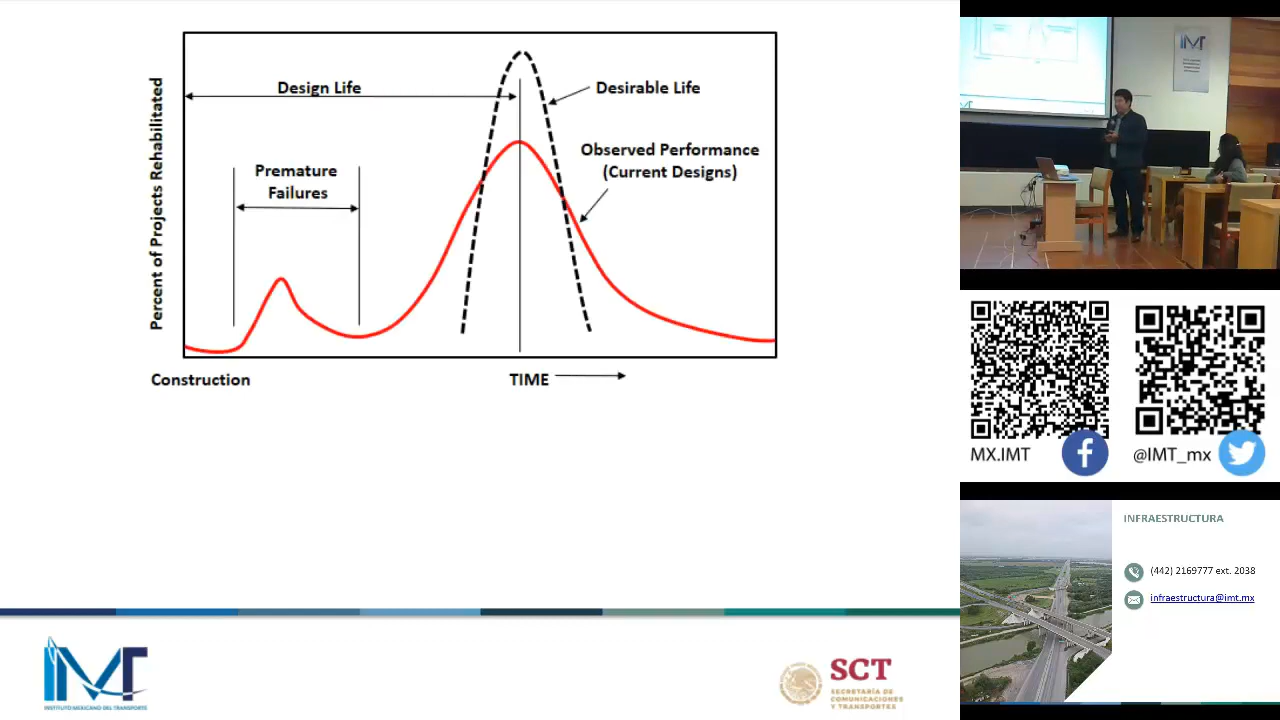 Percent of Projects Rehabilitated
Design Life
Desirable Life
Premature
Failures
Observed Performance
(Current Designs)
Construction
TIME
IMT
INSTITUTO MEXICANO DEL TRANSPORTE
SCT
SECRETARÍA DE
COMUNICACIONES
Y TRANSPORTES
IMT
MX.IMT
@IMT_mx
INFRAESTRUCTURA
(442) 2169777 ext. 2038
infraestructura@imt.mx